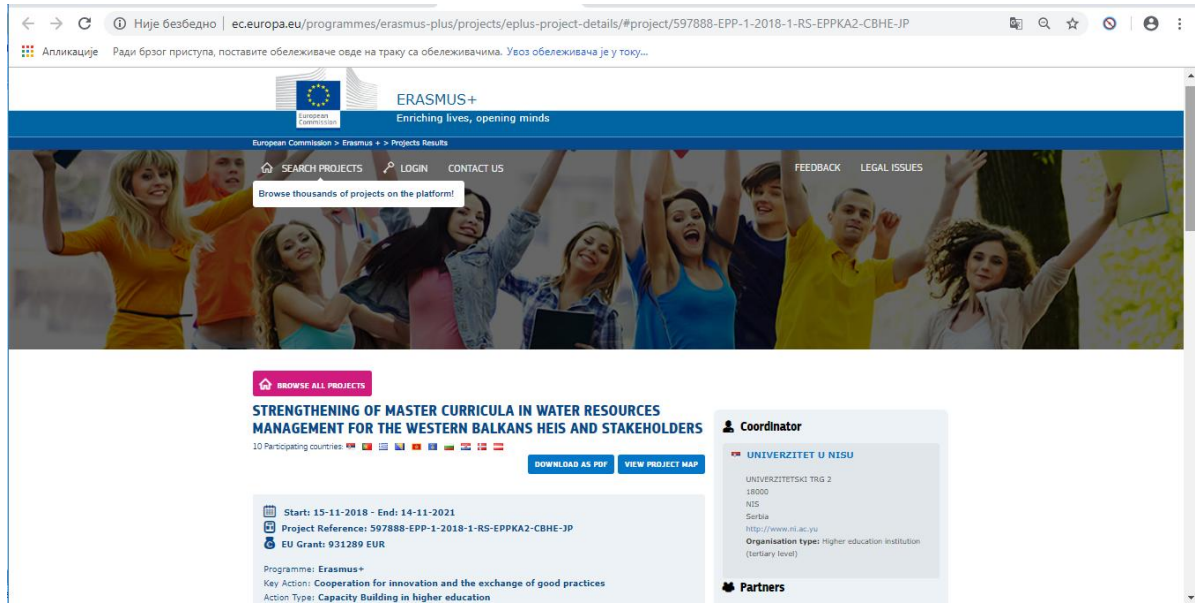 Није безбедно | ec.europa.eu/programmes/erasmus-plus/projects/eplus-project-details/#project/597888-EPP-1-2018-1-RS-EPPKA2-CBHE-JP
Апликације Ради брзог приступа, поставите обележиваче овде на траку са обележивачима. Увоз обележивача је у току...
European
Commission
ERASMUS+
Enriching lives, opening minds
European Commission > Erasmus + > Projects Results
SEARCH PROJECTS LOGIN CONTACT US FEEDBACK LEGAL ISSUES
Browse thousands of projects on the platform!
BROWSE ALL PROJECTS
STRENGTHENING OF MASTER CURRICULA IN WATER RESOURCES
MANAGEMENT FOR THE WESTERN BALKANS HEIS AND STAKEHOLDERS
10 Participating countries:
DOWNLOAD AS PDF VIEW PROJECT MAP
Start: 15-11-2018 - End: 14-11-2021
Project Reference: 597888-EPP-1-2018-1-RS-EPPKA2-CBHE-JP
EU Grant: 931289 EUR
Programme: Erasmus+
Key Action: Cooperation for innovation and the exchange of good practices
Action Type: Capacity Building in higher education
Coordinator
UNIVERZITET U NISU
UNIVERZITETSKI TRG 2
18000
NIS
Serbia
http://www.ni.ac.yu
Organisation type: Higher education institution
(tertiary level)
Partners